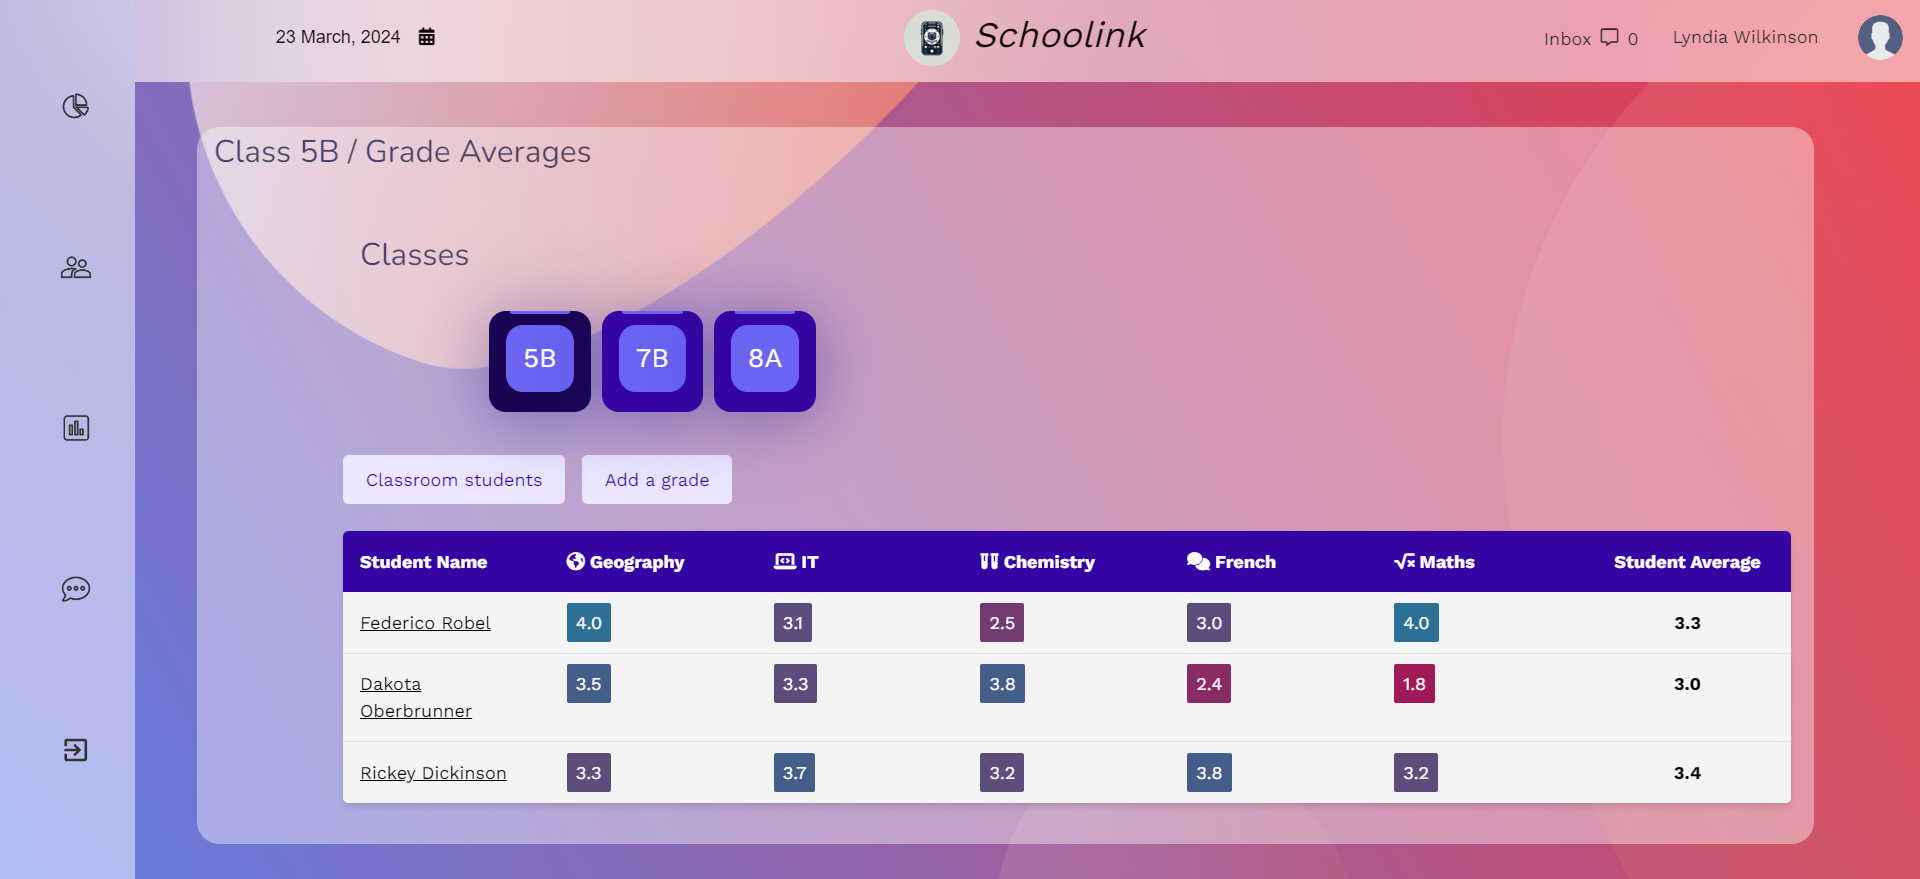 23 March, 2024
Schoolink
Inbox 0
Lyndia Wilkinson
Class 5B / Grade Averages
Classes
5B 7B 8A
Classroom students Add a grade
Student Name Geography IT Chemistry French Maths Student Average
Federico Robel 4.0 3.1 2.5 3.0 4.0 3.3
Dakota 3.5 3.3 3.8 2.4 1.8 3.0
Oberbrunner
Rickey Dickinson 3.3 3.7 3.2 3.8 3.2 3.4